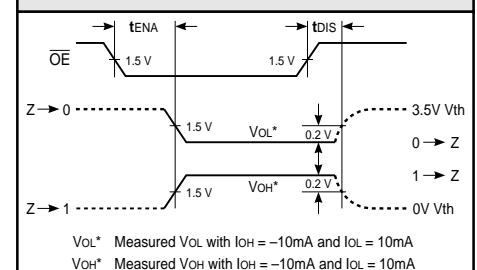 tENA tDIS
OE 1.5 V 1.5 V
Z 0 3.5V Vth
1.5 V VOL* 0.2 V
0 Z
1 Z
1.5 V VOH* 0.2 V
Z 1 0V Vth
VOL* Measured VOL with IOH = –10mA and IOL = 10mA
VOH* Measured VOH with IOH = –10mA and IOL = 10mA